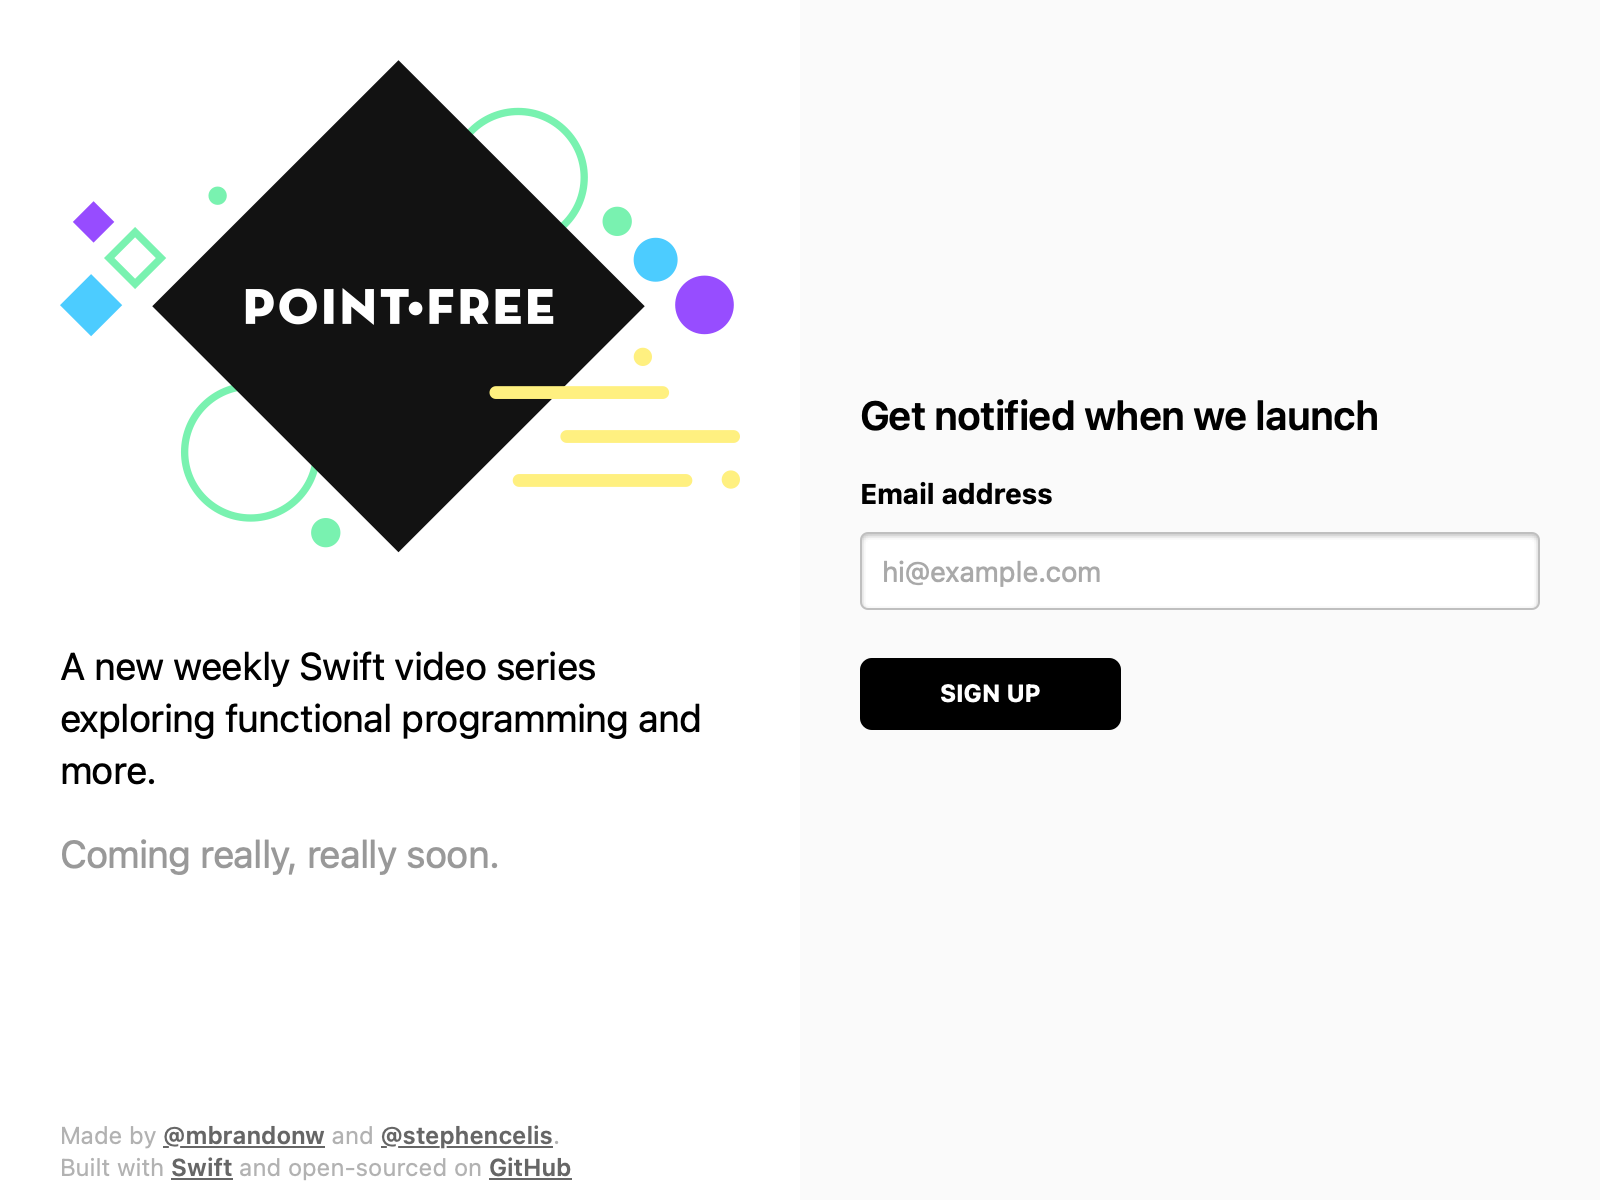 POINT•FREE
A new weekly Swift video series
exploring functional programming and
more.
Coming really, really soon.
Made by @mbrandonw and @stephencelis.
Built with Swift and open-sourced on GitHub
Get notified when we launch
Email address
hi@example.com
SIGN UP